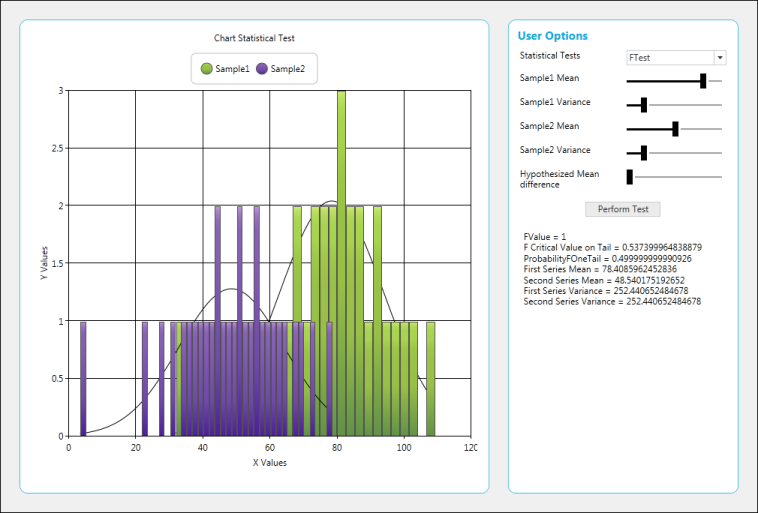 Chart Statistical Test
Sample1 Sample2
3
2.5
2
1.5
1
0.5
0
Y Values
0 20 40 60 80 100 120
X Values
User Options
Statistical Tests FTest
Sample1 Mean
Sample1 Variance
Sample2 Mean
Sample2 Variance
Hypothesized Mean
difference
Perform Test
FValue = 1
F Critical Value on Tail = 0.537399964838879
ProbabilityFOneTail = 0.499999999990926
First Series Mean = 78.4085962452836
Second Series Mean = 48.540175192652
First Series Variance = 252.440652484678
Second Series Variance = 252.440652484678